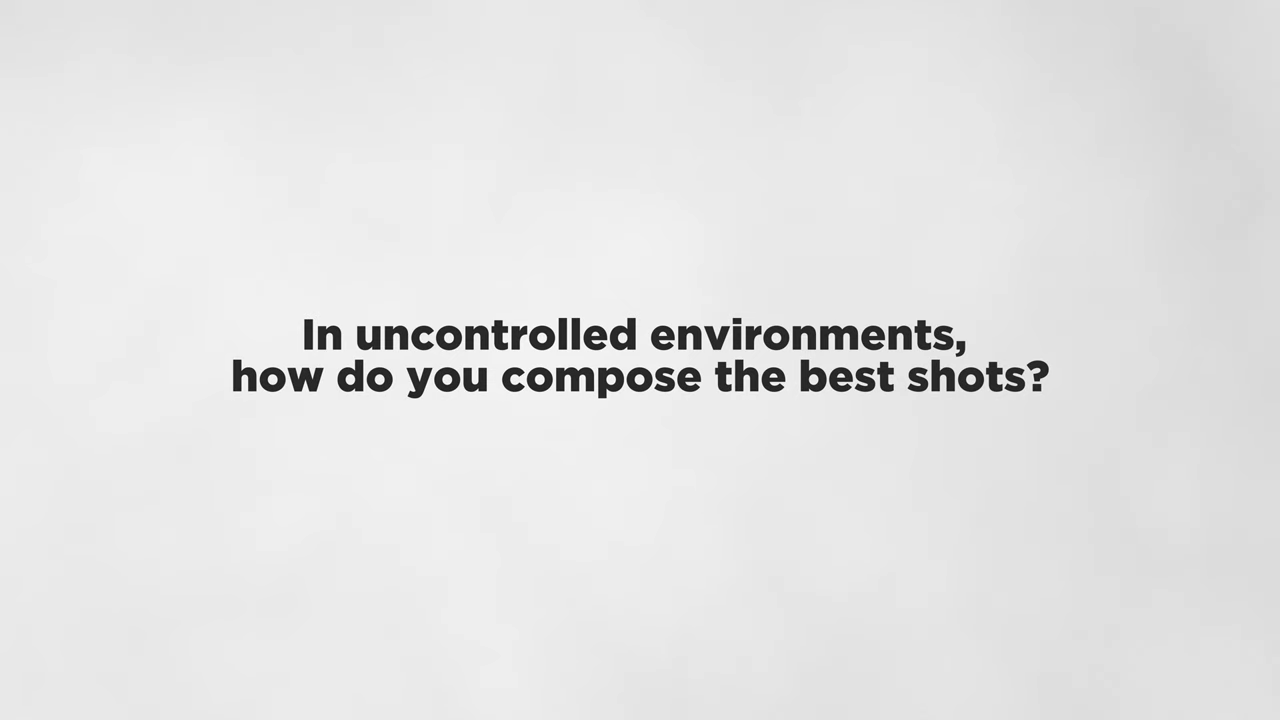 In uncontrolled environments,
how do you compose the best shots?